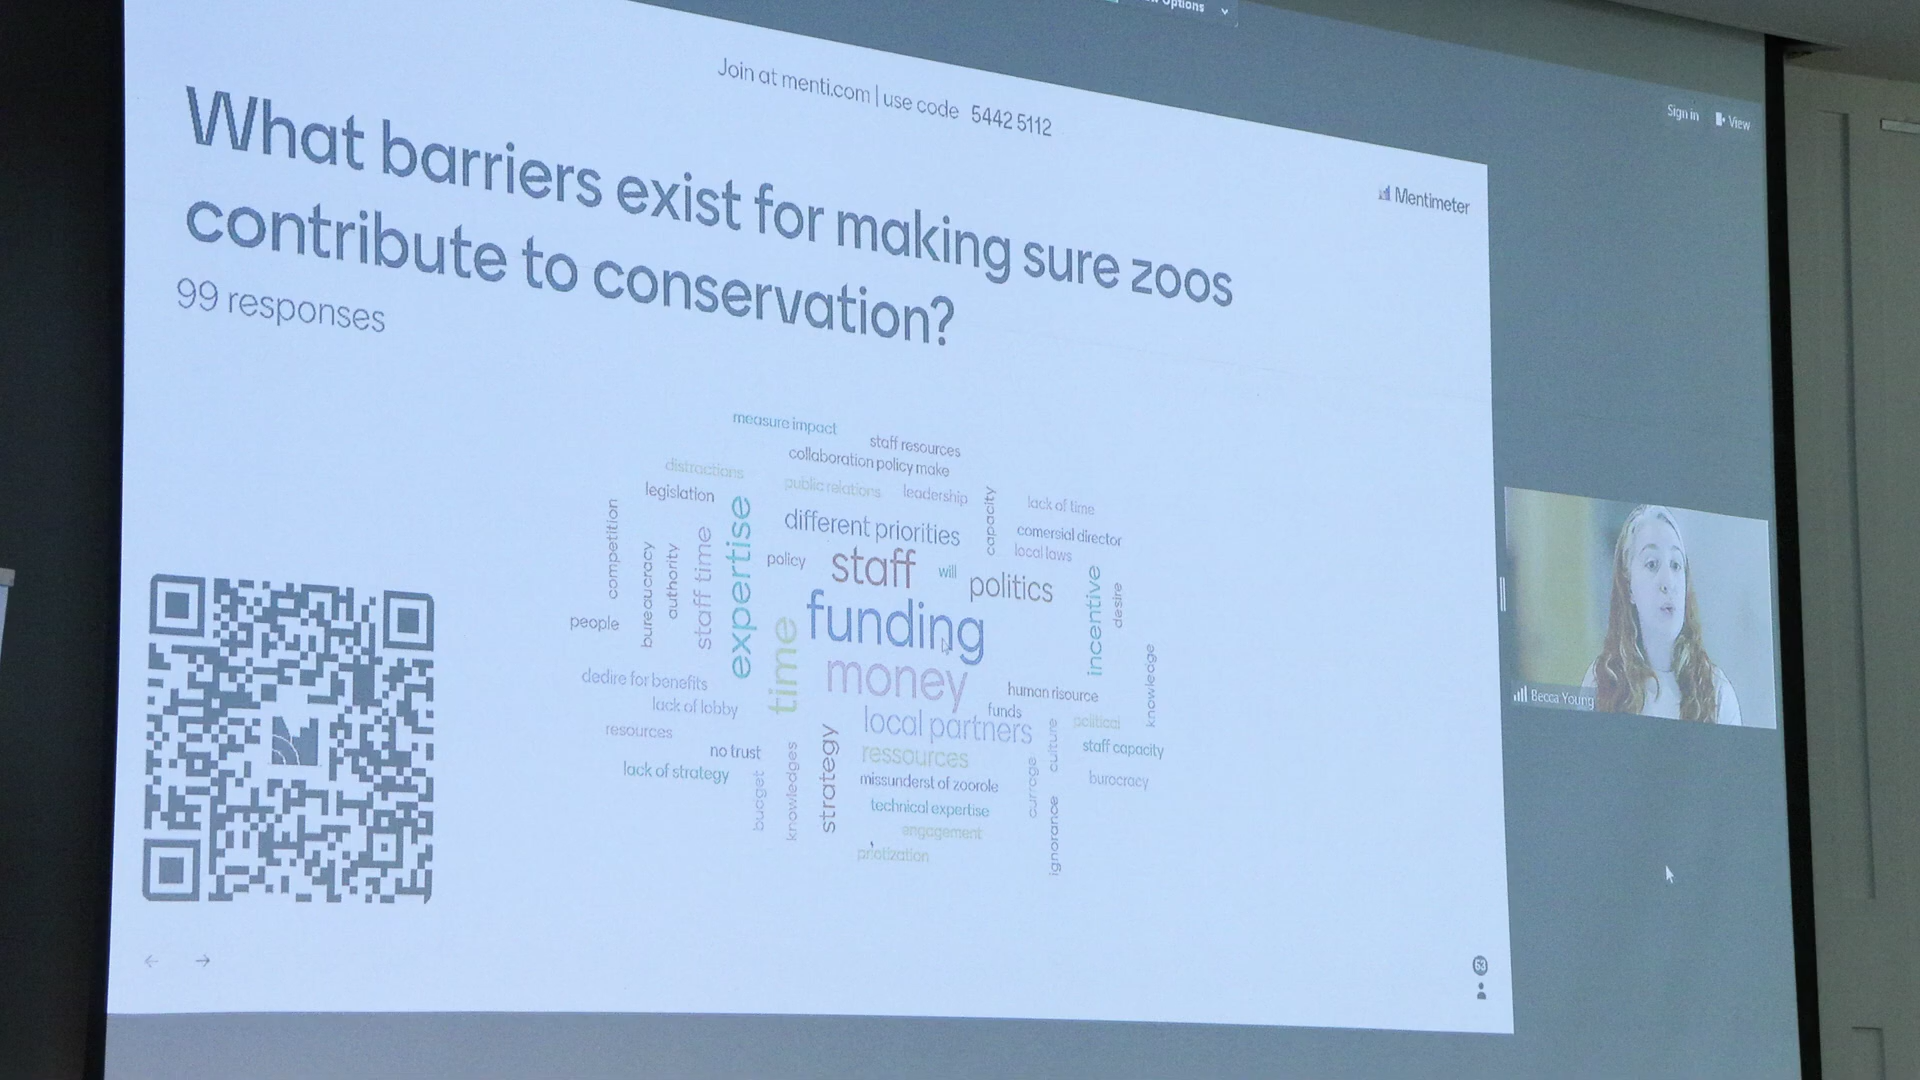 Options
Join at menti.com | use code 5442 5112
Sign in View
Mentimeter
What barriers exist for making sure zoos
contribute to conservation?
99 responses
measure impact
staff resources
collaboration policy make
distractions
public relations
leadership
legislation
capacity
lack of time
competition
expertise
different priorities
comersial director
local laws
bureaucracy
authority
staff time
policy
staff
will
politics
incentive
desire
people
time
funding
money
knowledge
dedire for benefits
human risource
lack of lobby
funds
local partners
political
culture
resources
no trust
strategy
ressources
staff capacity
lack of strategy
budget
knowledges
missunderst of zoorole
currage
burocracy
technical expertise
ignorance
engagement
priotization
Becca Young
63